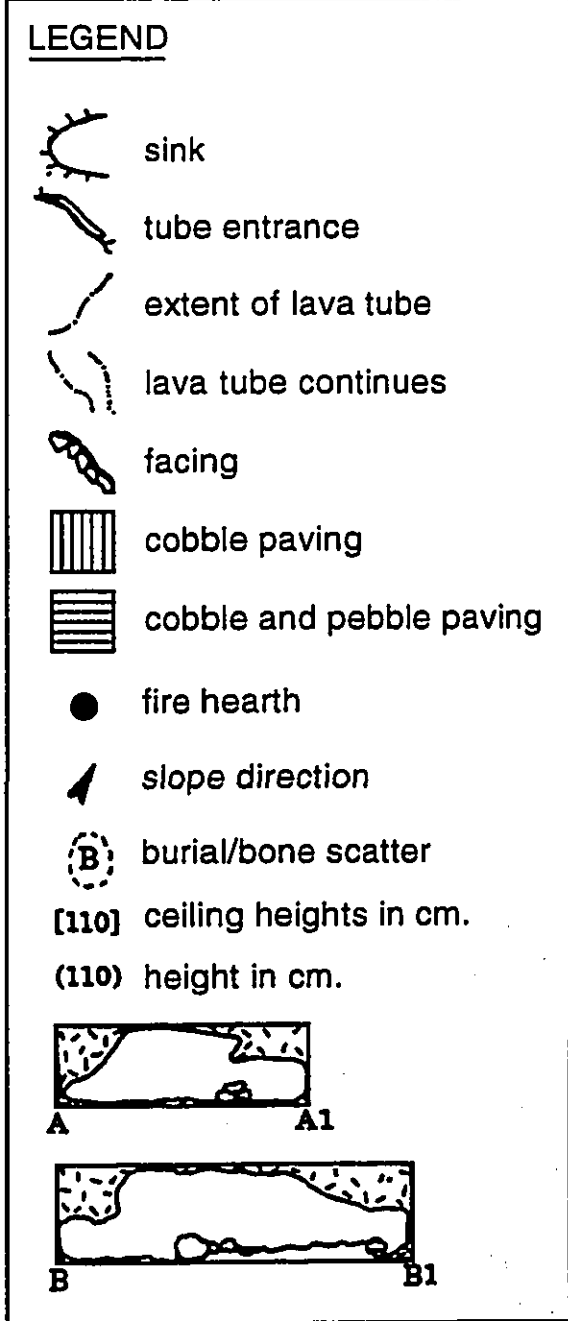 LEGEND
sink
tube entrance
extent of lava tube
lava tube continues
facing
cobble paving
cobble and pebble paving
fire hearth
slope direction
B burial/bone scatter
[110] ceiling heights in cm.
(110) height in cm.
A A1
B B1